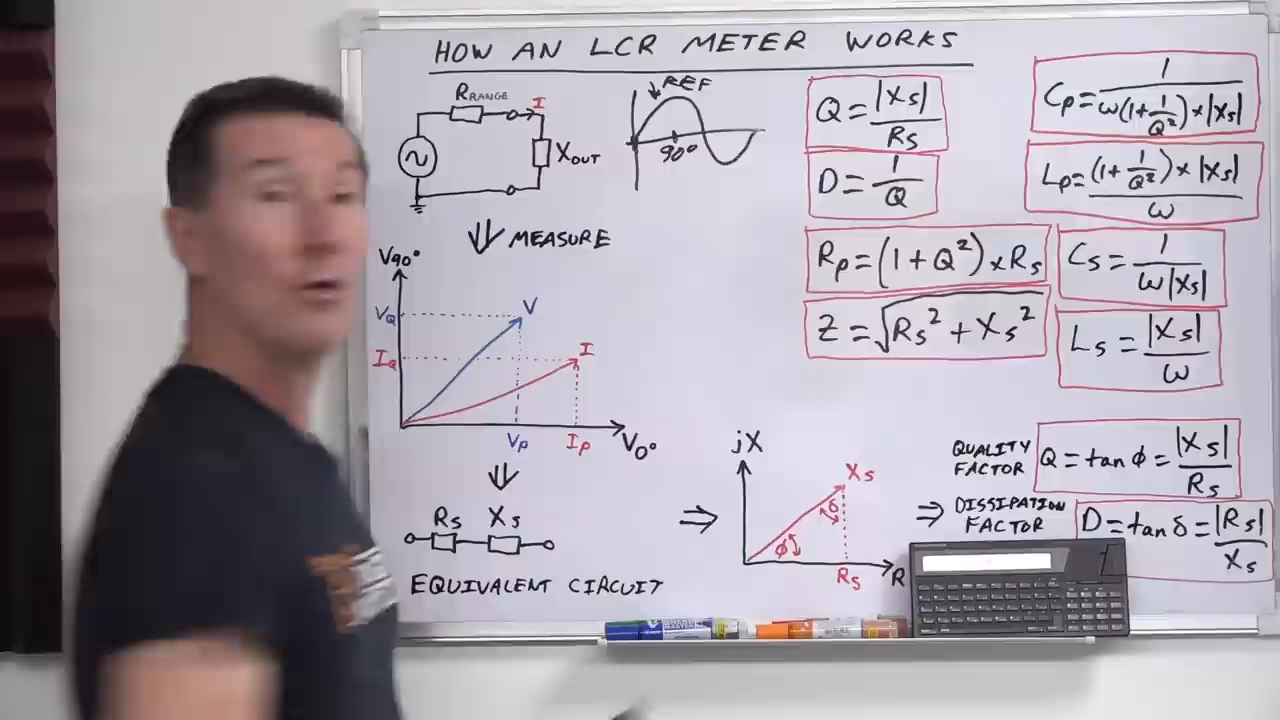 HOW AN LCR METER WORKS
RRANGE
I
XOUT
REF
90°
MEASURE
V90°
VQ
IQ
V
I
VP
IP
V0°
RS XS
EQUIVALENT CIRCUIT
jX
XS
δ
φ
RS
R
Q = |XS| / RS
D = 1 / Q
RP = (1 + Q²) × RS
Z = √RS² + XS²
CP = 1 / ω(1 + 1/Q²) × |XS|
LP = (1 + 1/Q²) × |XS| / ω
CS = 1 / ω|XS|
LS = |XS| / ω
QUALITY FACTOR Q = tan φ = |XS| / RS
DISSIPATION FACTOR D = tan δ = |RS| / XS